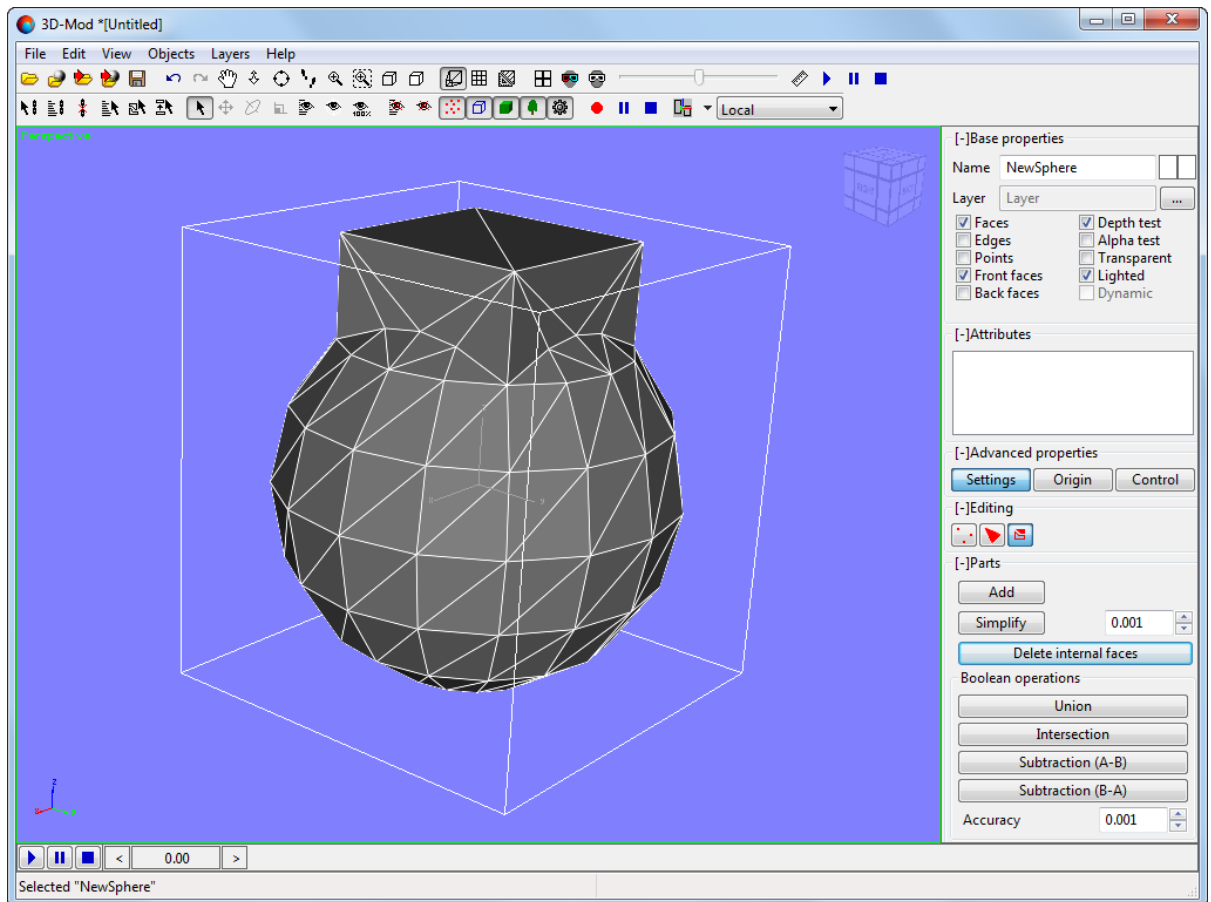 3D-Mod *[Untitled]
File Edit View Objects Layers Help
100%
Local
Perspective
RIGHT
[-]Base properties
Name NewSphere
Layer Layer ...
Faces Depth test
Edges Alpha test
Points Transparent
Front faces Lighted
Back faces Dynamic
[-]Attributes
[-]Advanced properties
Settings Origin Control
[-]Editing
[-]Parts
Add
Simplify 0.001
Delete internal faces
Boolean operations
Union
Intersection
Subtraction (A-B)
Subtraction (B-A)
Accuracy 0.001
z
< 0.00 >
Selected "NewSphere"